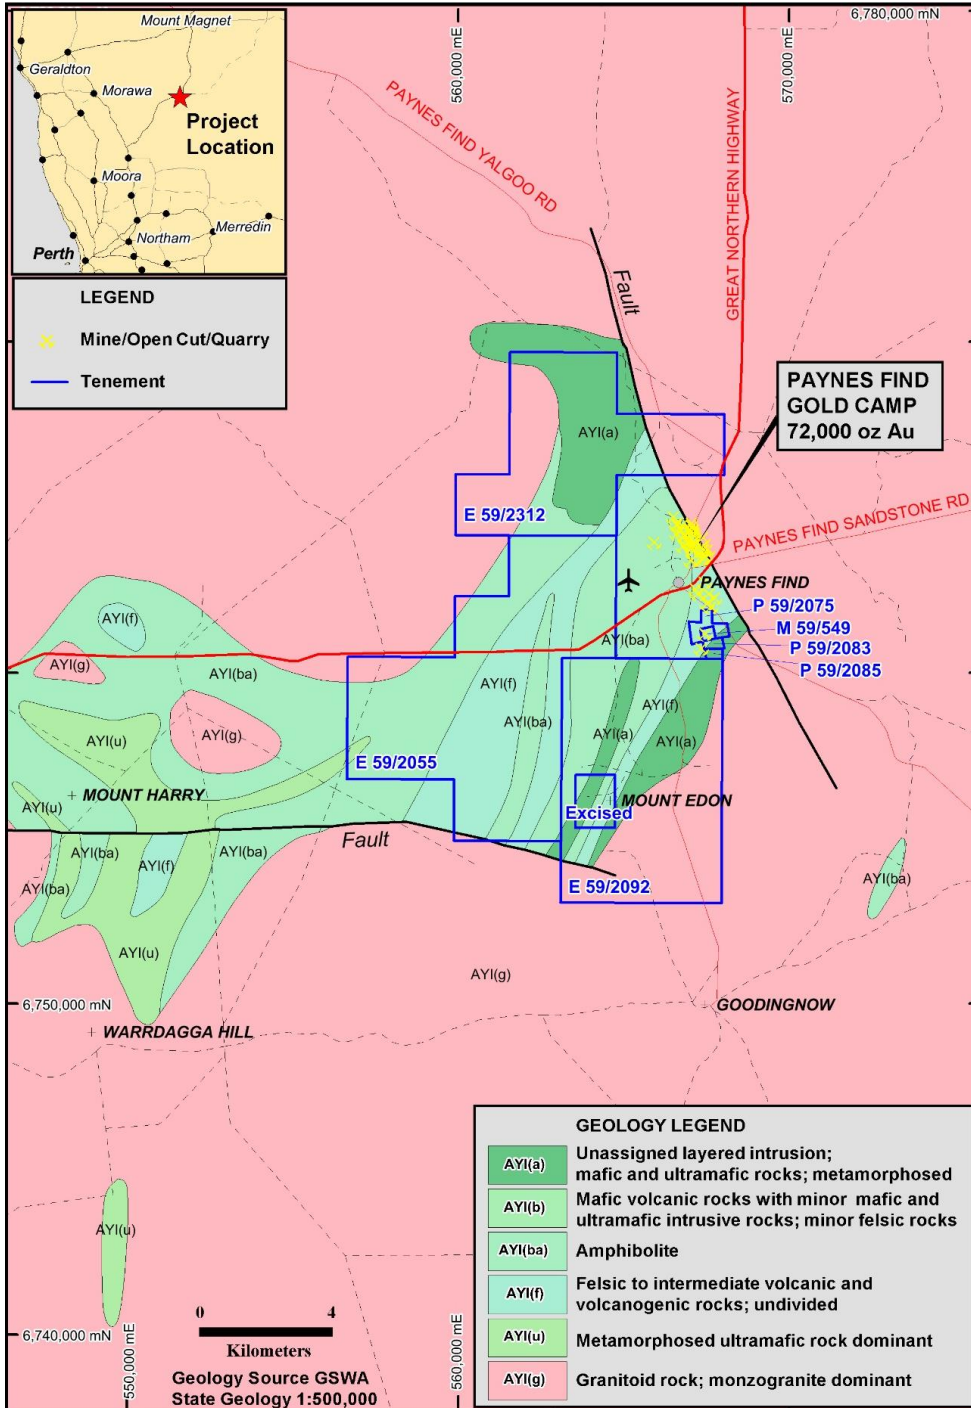 6,780,000 mN
560,000 mE
570,000 mE
Mount Magnet
Geraldton
Morawa
Project
Location
Moora
Merredin
Northam
Perth
LEGEND
Mine/Open Cut/Quarry
Tenement
PAYNES FIND YALGOO RD
GREAT NORTHERN HIGHWAY
Fault
PAYNES FIND
GOLD CAMP
72,000 oz Au
AYI(a)
E 59/2312
PAYNES FIND SANDSTONE RD
PAYNES FIND
P 59/2075
M 59/549
P 59/2083
P 59/2085
AYI(f)
AYI(g)
AYI(ba)
AYI(ba)
AYI(f)
AYI(f)
AYI(ba)
AYI(a)
AYI(a)
AYI(u)
AYI(g)
E 59/2055
AYI(u)
MOUNT HARRY
MOUNT EDON
Excised
Fault
AYI(ba)
AYI(f)
AYI(ba)
AYI(ba)
AYI(ba)
E 59/2092
AYI(u)
AYI(g)
6,750,000 mN
GOODINGNOW
WARRDAGGA HILL
AYI(u)
GEOLOGY LEGEND
AYI(a) Unassigned layered intrusion;
mafic and ultramafic rocks; metamorphosed
AYI(b) Mafic volcanic rocks with minor mafic and
ultramafic intrusive rocks; minor felsic rocks
AYI(ba) Amphibolite
AYI(f) Felsic to intermediate volcanic and
volcanogenic rocks; undivided
AYI(u) Metamorphosed ultramafic rock dominant
AYI(g) Granitoid rock; monzogranite dominant
0 4
Kilometers
6,740,000 mN
550,000 mE
560,000 mE
Geology Source GSWA
State Geology 1:500,000